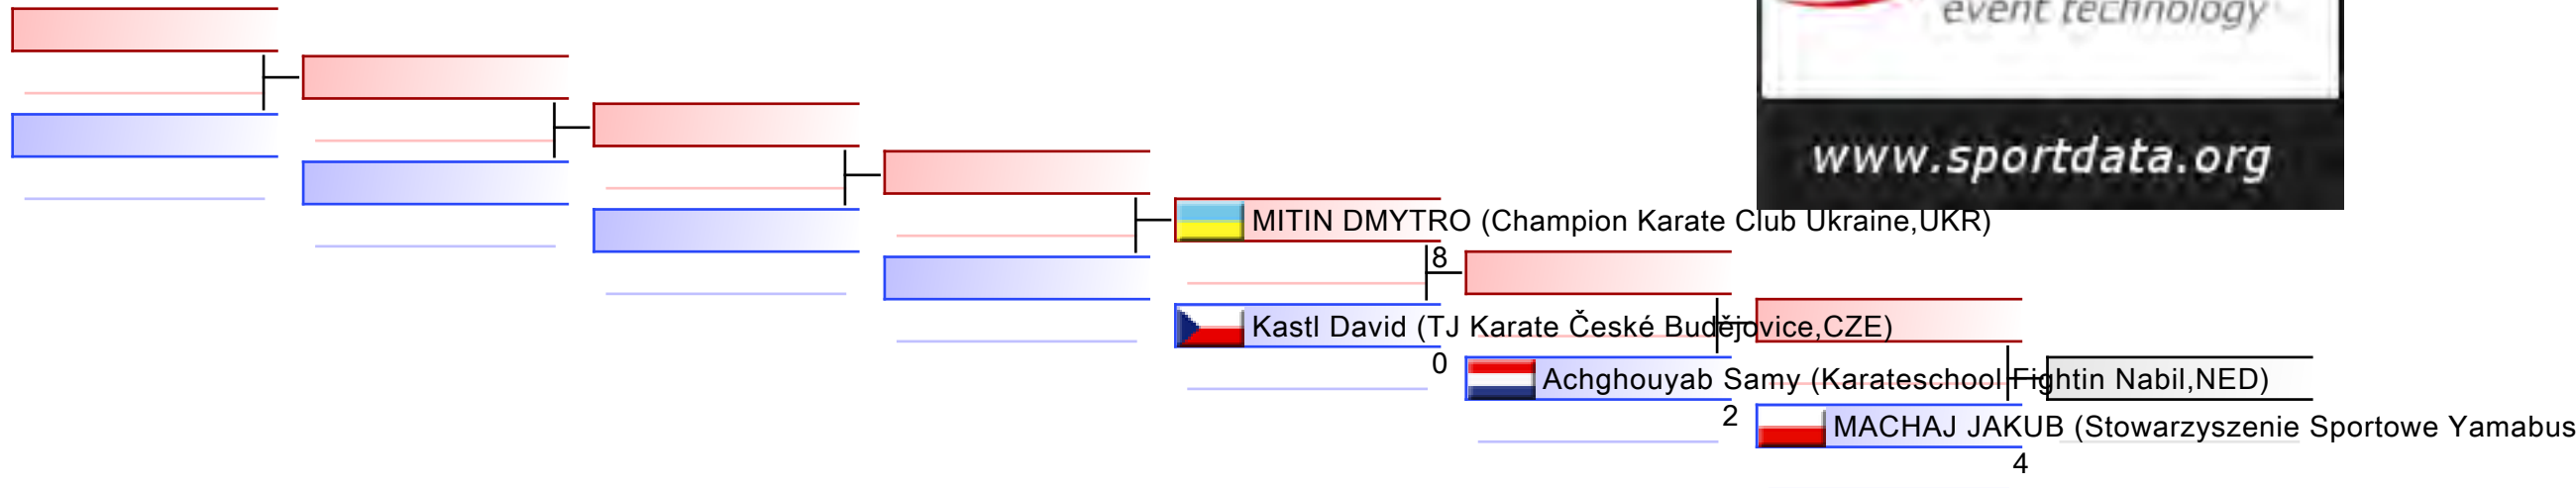 event technology
www.sportdata.org
MITIN DMYTRO (Champion Karate Club Ukraine,UKR)
8
Kastl David (TJ Karate České Budějovice,CZE)
0
Achghouyab Samy (Karateschool Fightin Nabil,NED)
2
MACHAJ JAKUB (Stowarzyszenie Sportowe Yamabus
4